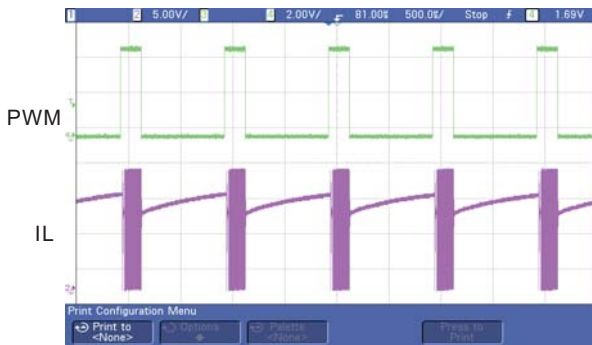 1 2 5.00V/ 3 4 2.00V/ 81.00% 500.0%/ Stop 4 1.69V
PWM
IL
Print Configuration Menu
Print to
<None>
Options
Palette
<None>
Press to
Print